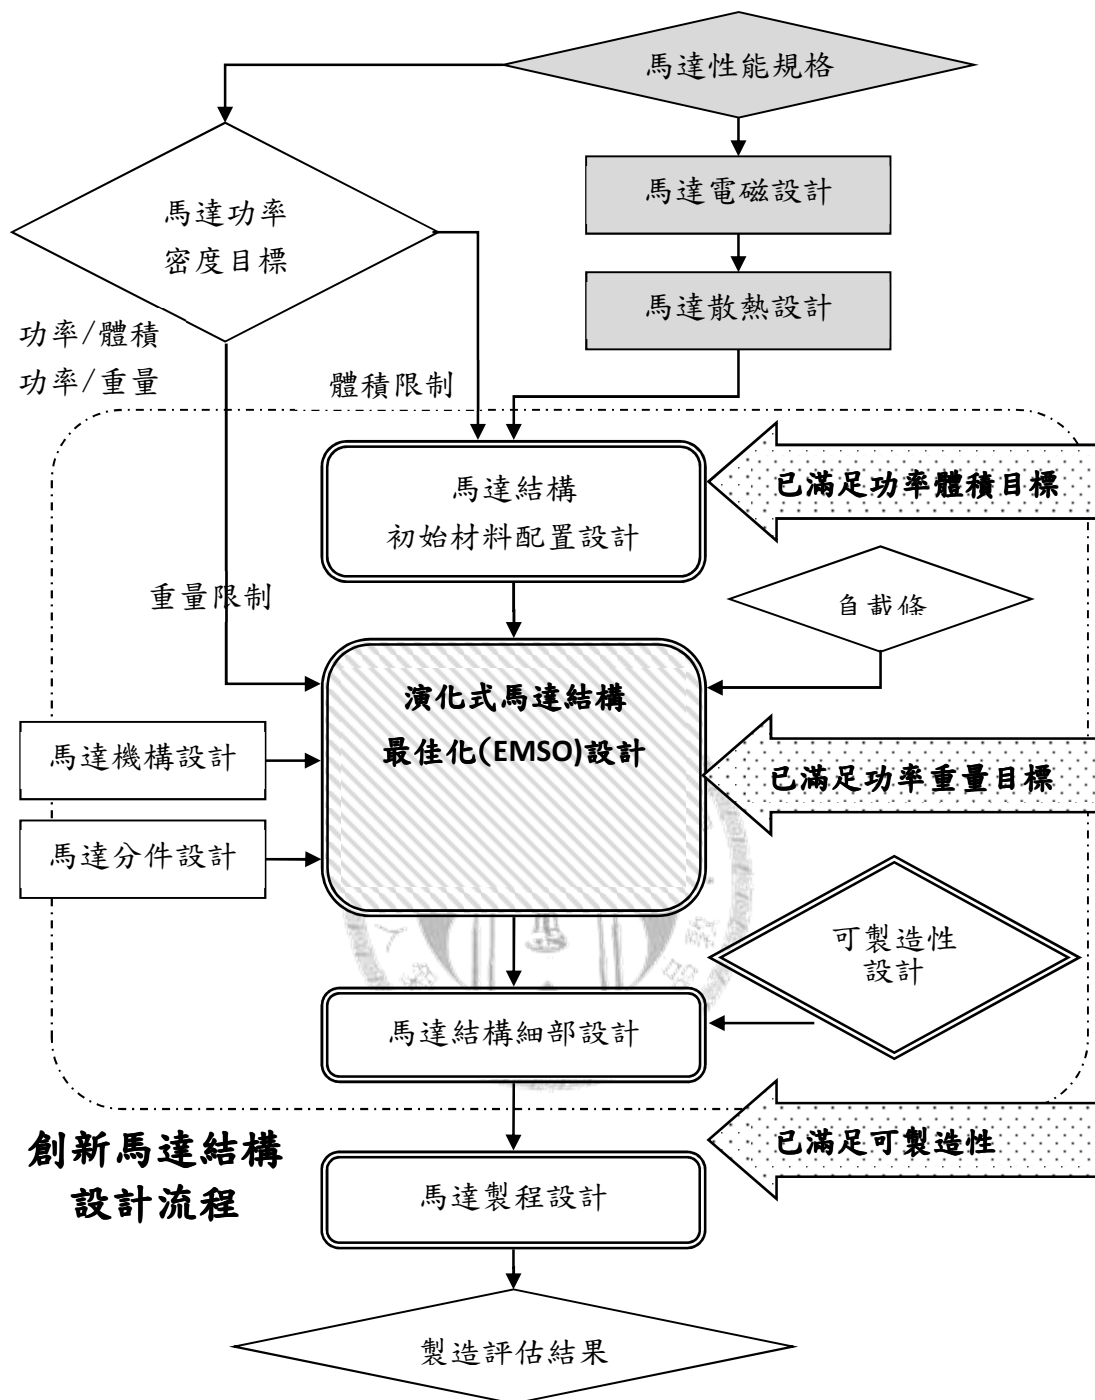 馬達性能規格
馬達電磁設計
馬達功率
密度目標
馬達散熱設計
功率/體積
功率/重量
體積限制
馬達結構
初始材料配置設計
已滿足功率體積目標
重量限制
負載條
演化式馬達結構
最佳化(EMSO)設計
馬達機構設計
已滿足功率重量目標
馬達分件設計
可製造性
設計
馬達結構細部設計
已滿足可製造性
創新馬達結構
設計流程
馬達製程設計
製造評估結果